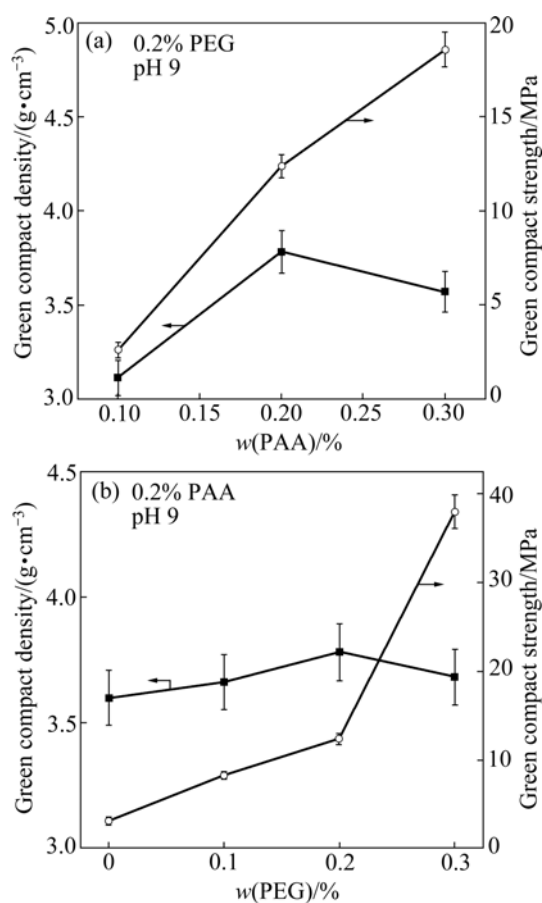 (a)
0.2% PEG
pH 9
Green compact density/(g•cm⁻³)
5.0
4.5
4.0
3.5
3.0
Green compact strength/MPa
20
15
10
5
0
0.10 0.15 0.20 0.25 0.30
w(PAA)/%
(b)
0.2% PAA
pH 9
Green compact density/(g•cm⁻³)
4.5
4.0
3.5
3.0
Green compact strength/MPa
40
30
20
10
0
0 0.1 0.2 0.3
w(PEG)/%